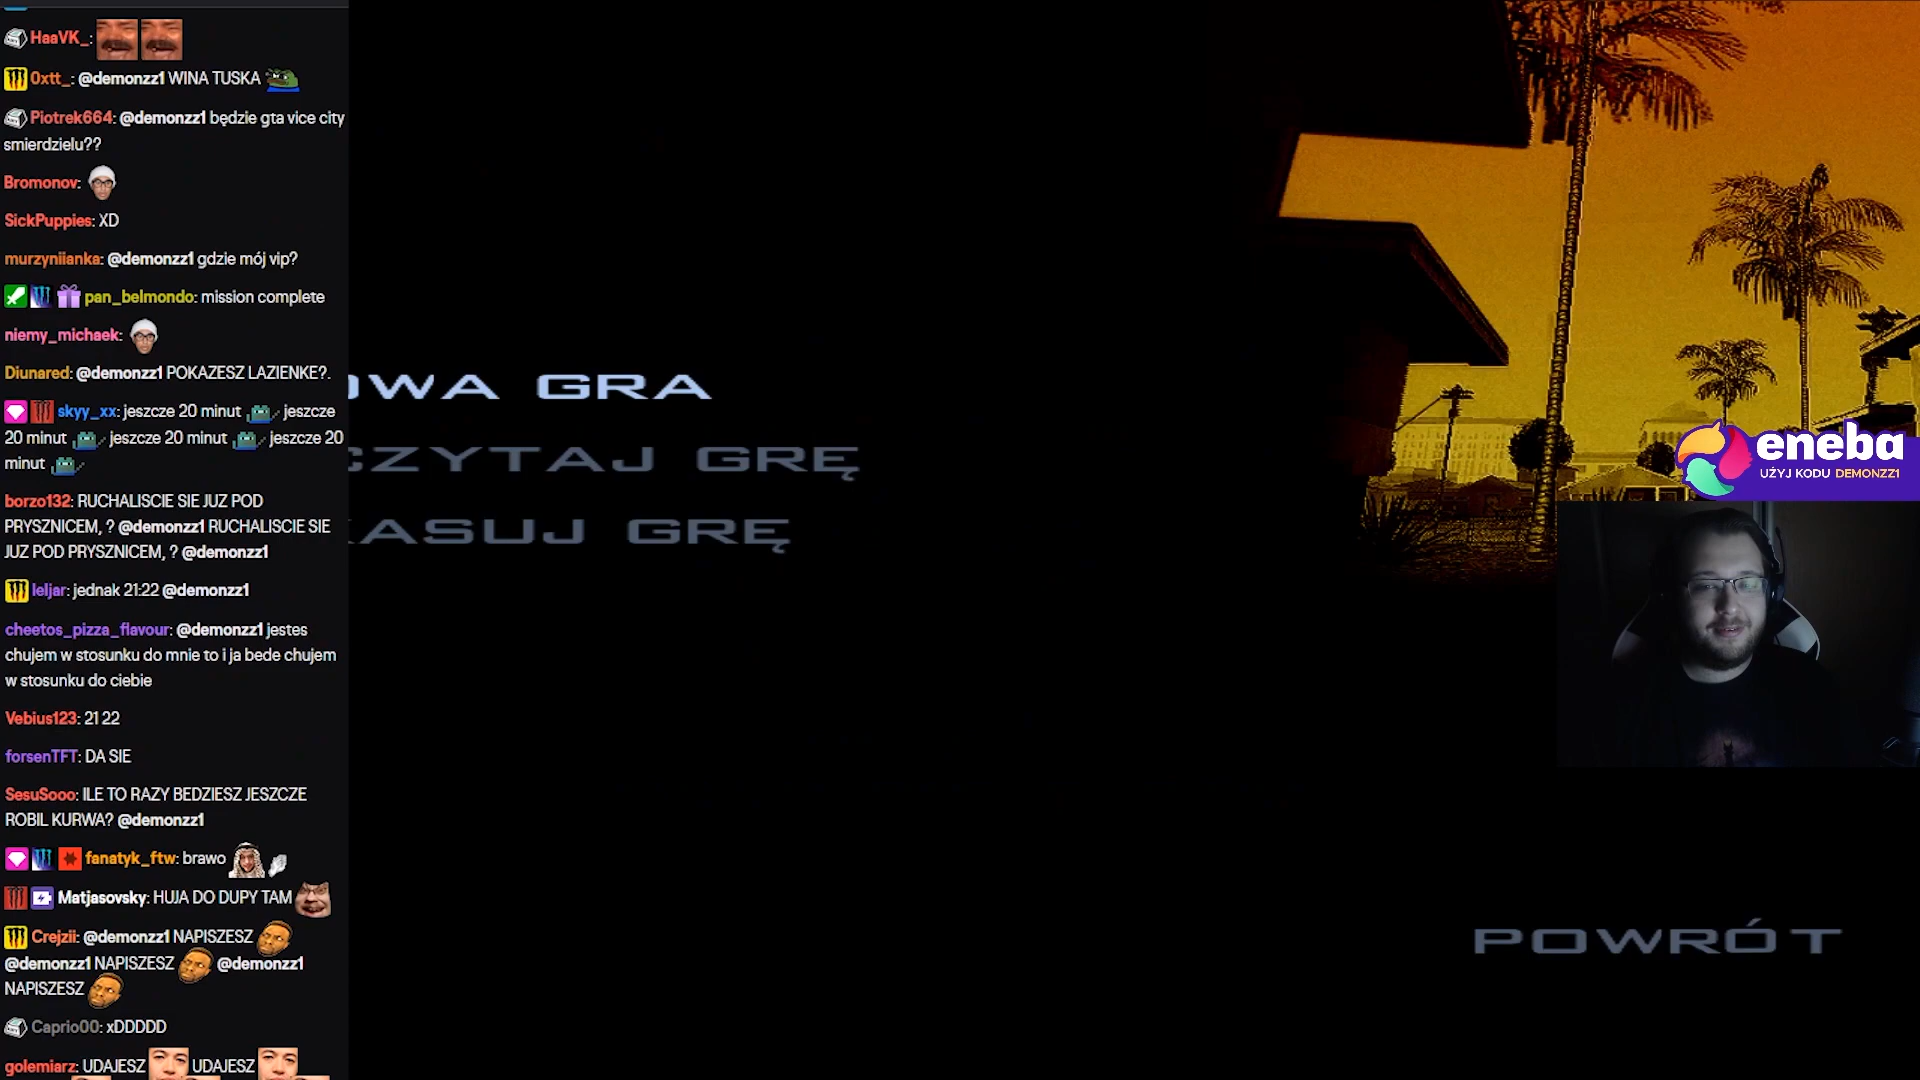 HaaVK_:
0xtt_: @demonzz1 WINA TUSKA
Piotrek664: @demonzz1 będzie gta vice city
smierdzielu??
Bromonov:
SickPuppies: XD
murzyniianka: @demonzz1 gdzie mój vip?
pan_belmondo: mission complete
niemy_michaek:
Diunared: @demonzz1 POKAZESZ LAZIENKE?.
skyy_xx: jeszcze 20 minut jeszcze
20 minut jeszcze 20 minut jeszcze 20
minut
borzo132: RUCHALISCIE SIE JUZ POD
PRYSZNICEM, ? @demonzz1 RUCHALISCIE SIE
JUZ POD PRYSZNICEM, ? @demonzz1
leljar: jednak 21:22 @demonzz1
cheetos_pizza_flavour: @demonzz1 jestes
chujem w stosunku do mnie to i ja bede chujem
w stosunku do ciebie
Vebius123: 21 22
forsenTFT: DA SIE
SesuSooo: ILE TO RAZY BEDZIESZ JESZCZE
ROBIL KURWA? @demonzz1
fanatyk_ftw: brawo
Matjasovsky: HUJA DO DUPY TAM
Crejzii: @demonzz1 NAPISZESZ
@demonzz1 NAPISZESZ @demonzz1
NAPISZESZ
Caprio00: xDDDDD
golemiarz: UDAJESZ UDAJESZ
OWA GRA
CZYTAJ GRĘ
KASUJ GRĘ
eneba
UŻYJ KODU DEMONZZ1
POWRÓT